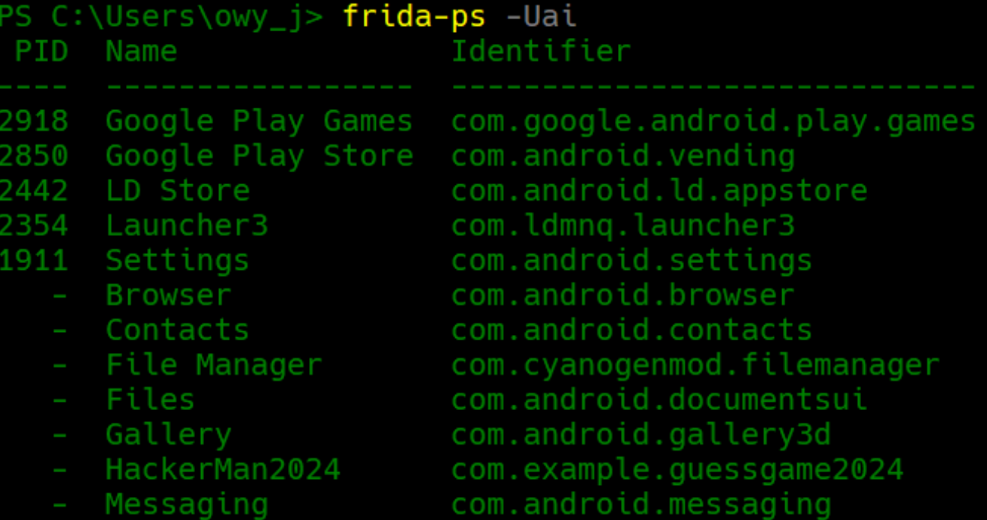 PS C:\Users\owy_j> frida-ps -Uai
PID Name Identifier
---- ----------------- -----------------------------
2918 Google Play Games com.google.android.play.games
2850 Google Play Store com.android.vending
2442 LD Store com.android.ld.appstore
2354 Launcher3 com.ldmnq.launcher3
1911 Settings com.android.settings
- Browser com.android.browser
- Contacts com.android.contacts
- File Manager com.cyanogenmod.filemanager
- Files com.android.documentsui
- Gallery com.android.gallery3d
- HackerMan2024 com.example.guessgame2024
- Messaging com.android.messaging